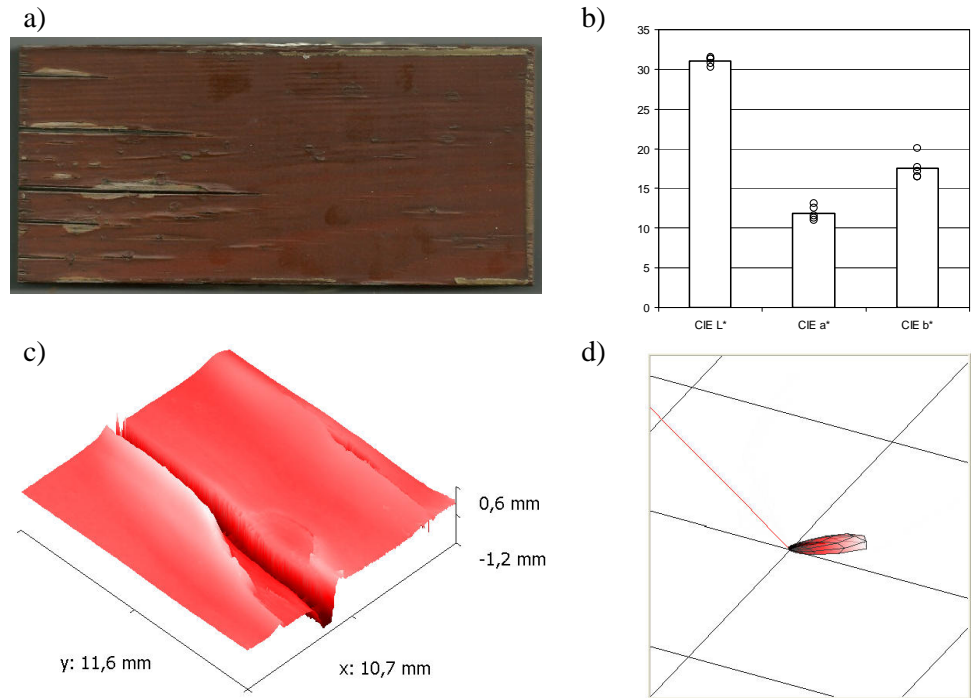 a)
b)
35
30
25
20
15
10
5
0
CIE L* CIE a* CIE b*
c)
0,6 mm
-1,2 mm
y: 11,6 mm
x: 10,7 mm
d)